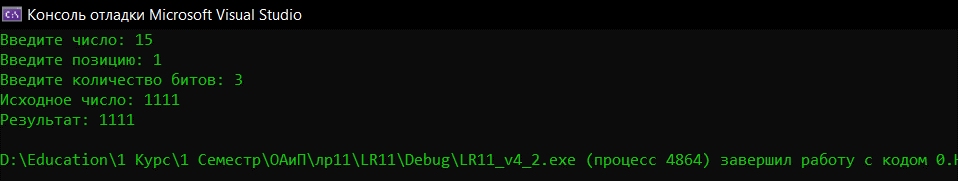 Консоль отладки Microsoft Visual Studio
Введите число: 15
Введите позицию: 1
Введите количество битов: 3
Исходное число: 1111
Результат: 1111
D:\Education\1 Курс\1 Семестр\ОАиП\лр11\LR11\Debug\LR11_v4_2.exe (процесс 4864) завершил работу с кодом 0.